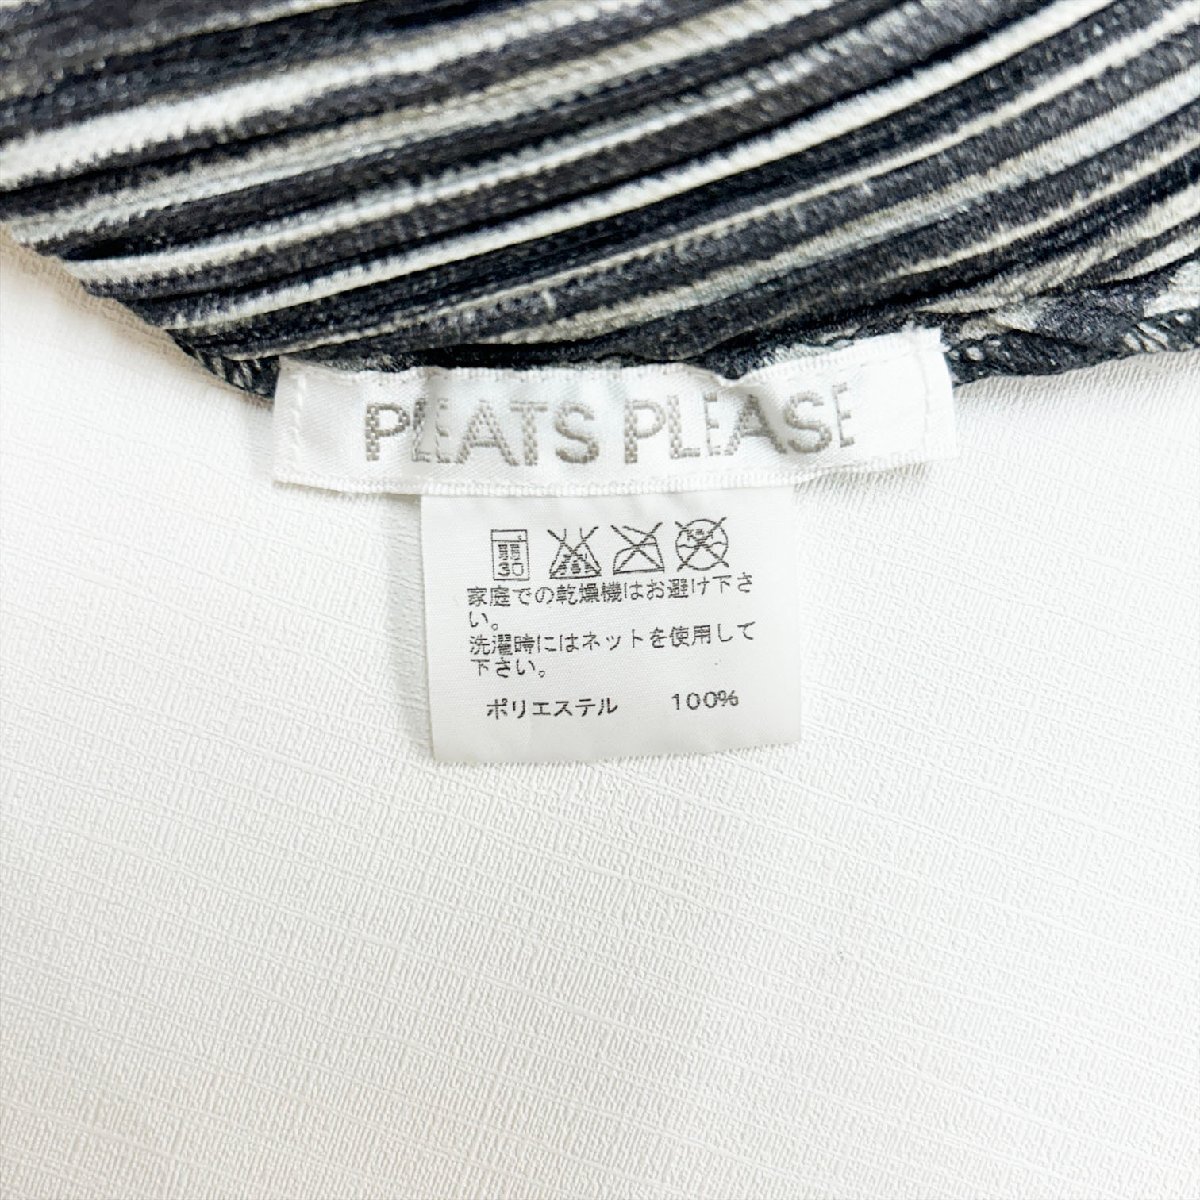 PLEATS PLEASE
弱
30
家庭での乾燥機はお避け下さ
い。
洗濯時にはネットを使用して
下さい。
ポリエステル 100%